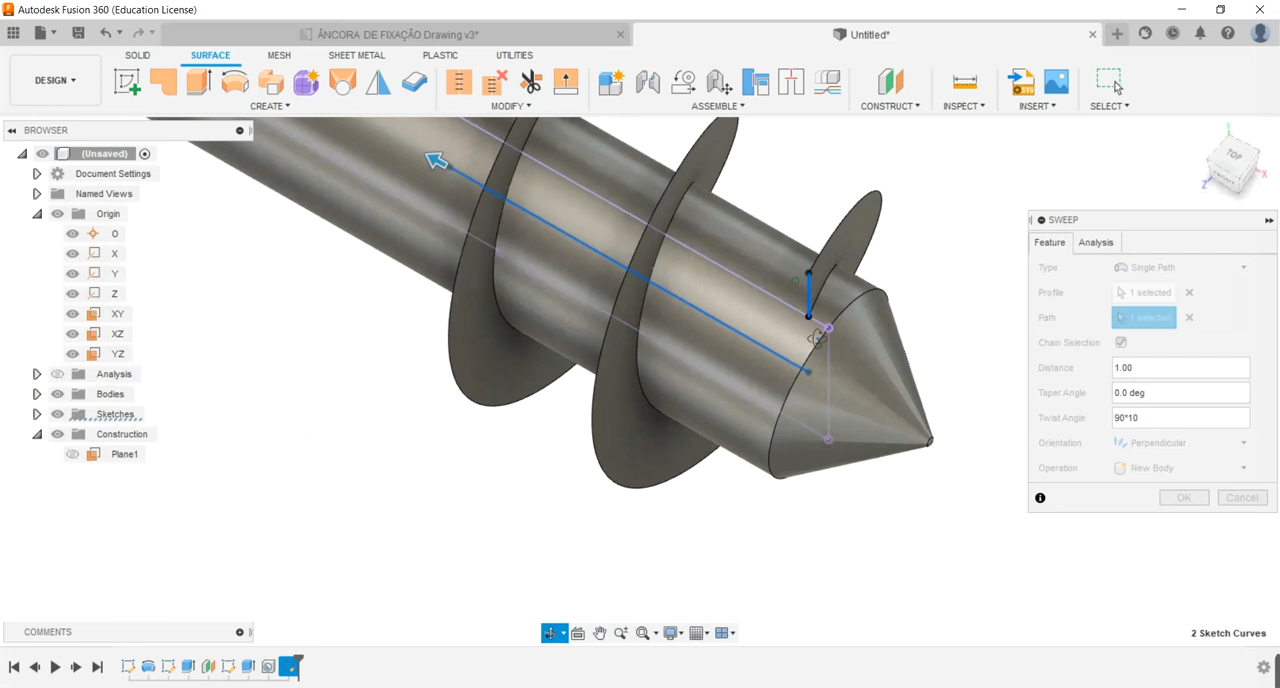 Autodesk Fusion 360 (Education License)
ÂNCORA DE FIXAÇÃO Drawing v3*
Untitled*
SOLID SURFACE MESH SHEET METAL PLASTIC UTILITIES
DESIGN
CREATE MODIFY ASSEMBLE CONSTRUCT INSPECT INSERT SELECT
BROWSER
(Unsaved)
Document Settings
Named Views
Origin
O
X
Y
Z
XY
XZ
YZ
Analysis
Bodies
Sketches
Construction
Plane1
TOP
X
Z
SWEEP
Feature Analysis
Type Single Path
Profile 1 selected
Path 1 selected
Chain Selection
Distance 1.00
Taper Angle 0.0 deg
Twist Angle 90*10
Orientation Perpendicular
Operation New Body
OK Cancel
COMMENTS
2 Sketch Curves